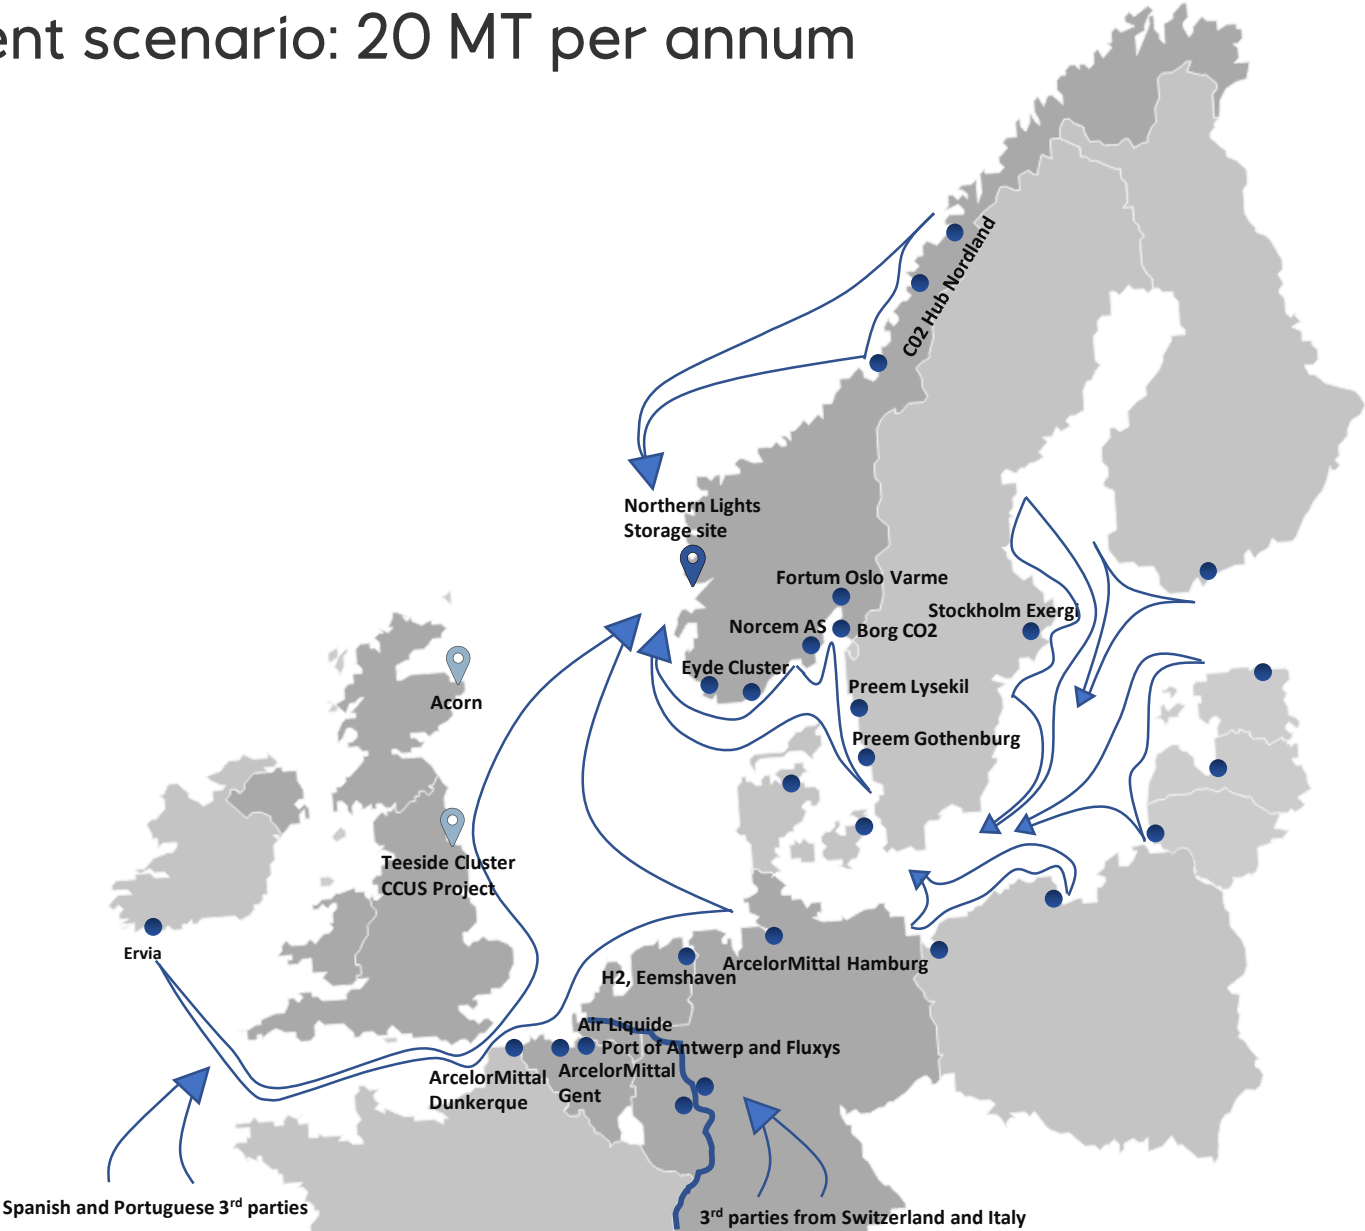 ent scenario: 20 MT per annum
C02 Hub Nordland
Northern Lights
Storage site
Fortum Oslo Varme
Stockholm Exergi
Norcem AS
Borg CO2
Eyde Cluster
Preem Lysekil
Acorn
Preem Gothenburg
Teeside Cluster
CCUS Project
Ervia
ArcelorMittal Hamburg
H2, Eemshaven
Air Liquide
Port of Antwerp and Fluxys
ArcelorMittal
Dunkerque
ArcelorMittal
Gent
Spanish and Portuguese 3rd parties
3rd parties from Switzerland and Italy